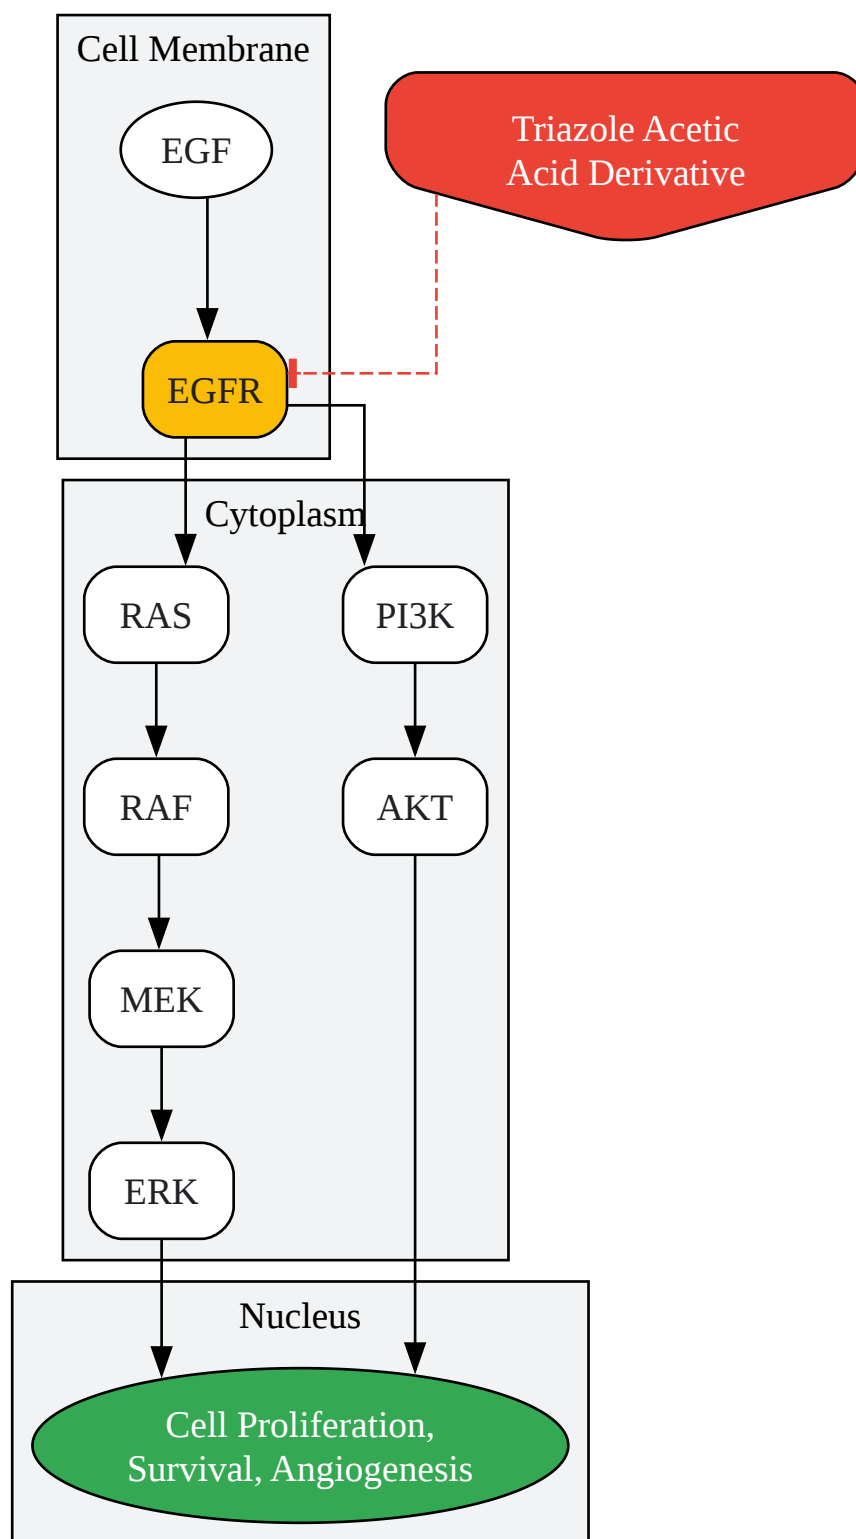 Cell Membrane
EGF
Triazole Acetic
Acid Derivative
EGFR
Cytoplasm
RAS
PI3K
RAF
AKT
MEK
ERK
Nucleus
Cell Proliferation,
Survival, Angiogenesis